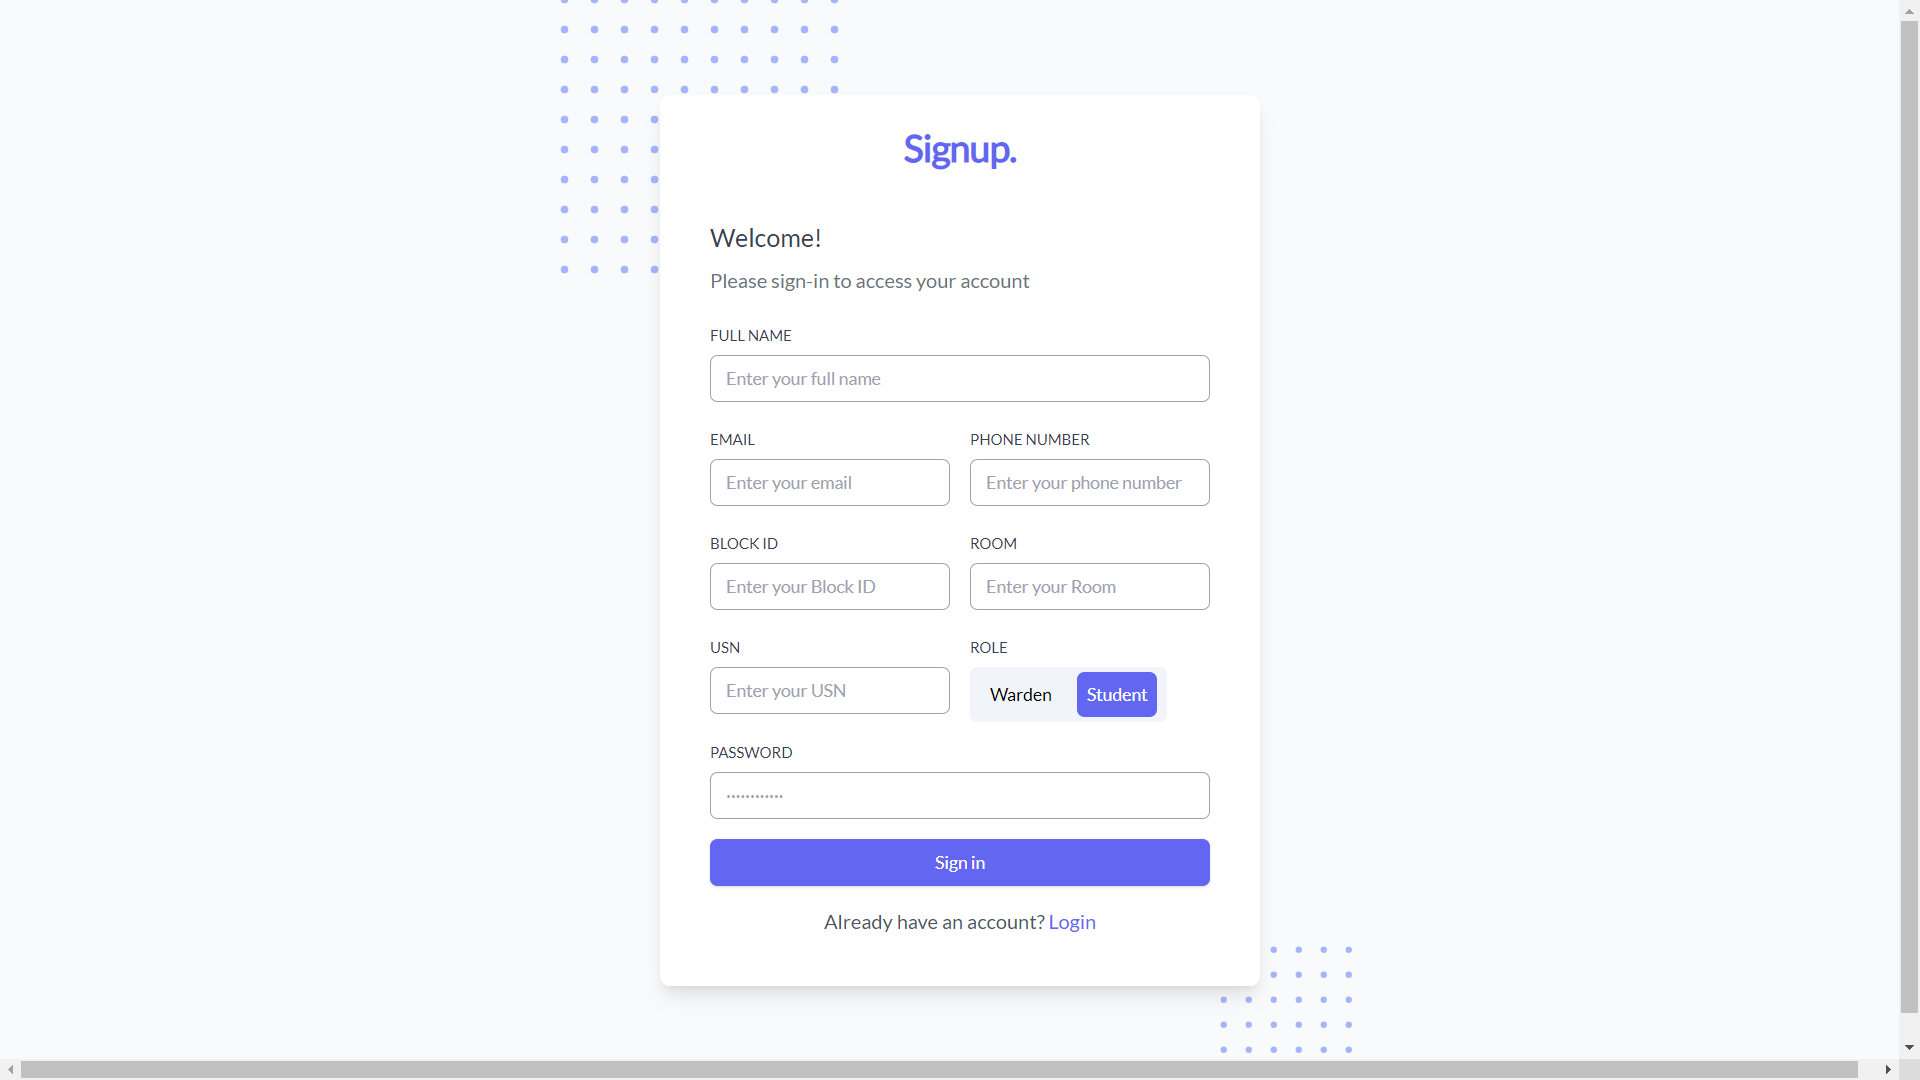 Signup.
Welcome!
Please sign-in to access your account
FULL NAME
Enter your full name
EMAIL
PHONE NUMBER
Enter your email
Enter your phone number
BLOCK ID
ROOM
Enter your Block ID
Enter your Room
USN
ROLE
Enter your USN
Warden
Student
PASSWORD
············
Sign in
Already have an account? Login